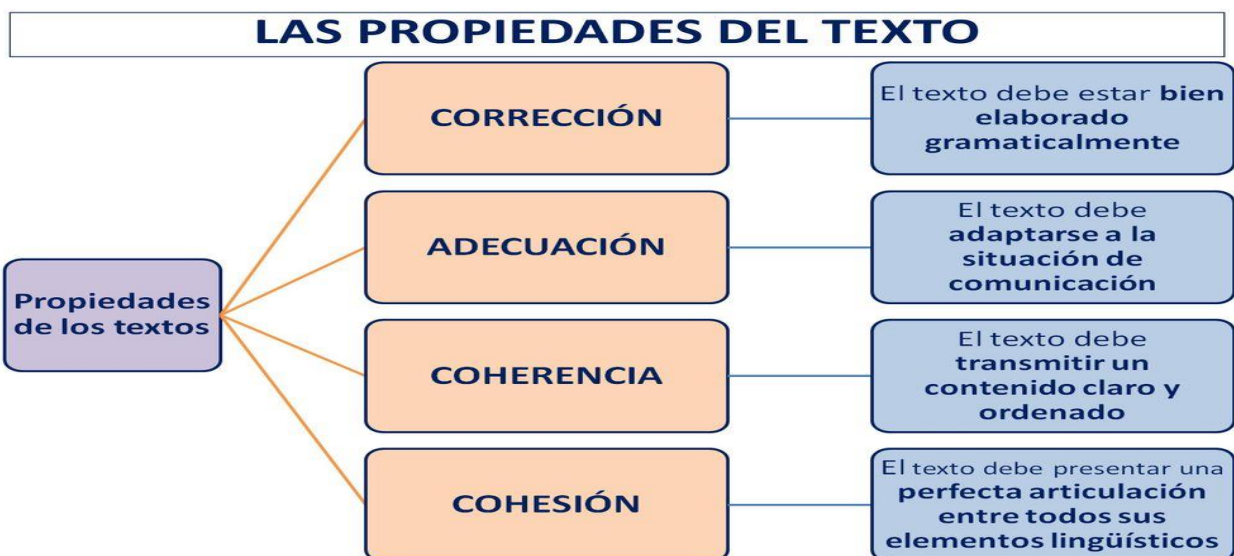 LAS PROPIEDADES DEL TEXTO
Propiedades
de los textos
CORRECCIÓN
El texto debe estar bien
elaborado
gramaticalmente
ADECUACIÓN
El texto debe
adaptarse a la
situación de
comunicación
COHERENCIA
El texto debe
transmitir un
contenido claro y
ordenado
COHESIÓN
El texto debe presentar una
perfecta articulación
entre todos sus
elementos lingüísticos